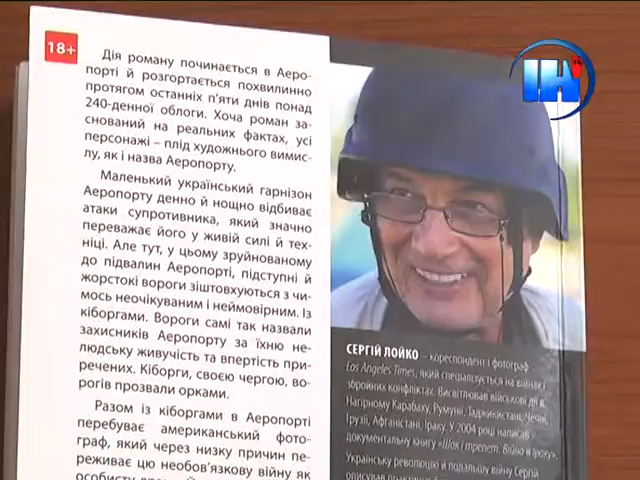 18+
Дія роману починається в Аеро-
порті й розгортається похвилинно
протягом останніх п'яти днів понад
240-денної облоги. Хоча роман за-
снований на реальних фактах, усі
персонажі – плід художнього вимис-
лу, як і назва Аеропорту.
Маленький український гарнізон
Аеропорту денно й нощно відбиває
атаки супротивника, який значно
переважає його у живій силі й тех-
ніці. Але тут, у цьому зруйнованому
до підвалин Аеропорті, підступні й
жорстокі вороги зіштовхуються з чи-
мось неочікуваним і неймовірним. Із
кіборгами. Вороги самі так назвали
захисників Аеропорту за їхню не-
людську живучість та впертість при-
речених. Кіборги, своєю чергою, во-
рогів прозвали орками.
Разом із кіборгами в Аеропорті
перебуває американський фото-
граф, який через низку причин пе-
реживає цю необов'язкову війну як
особисту
ІНТБ
СЕРГІЙ ЛОЙКО – кореспондент і фотограф
Los Angeles Times, який спеціалізується на війнах і
збройних конфліктах. Висвітлював військові дії в
Нагірному Карабаху, Румунії, Таджикистані, Чечні,
Грузії, Афганістані, Іраку. У 2004 році написав
документальну книгу «Шок і трепет. Війна в Іраку».
Українську революцію й подальшу війну Сергій
описував